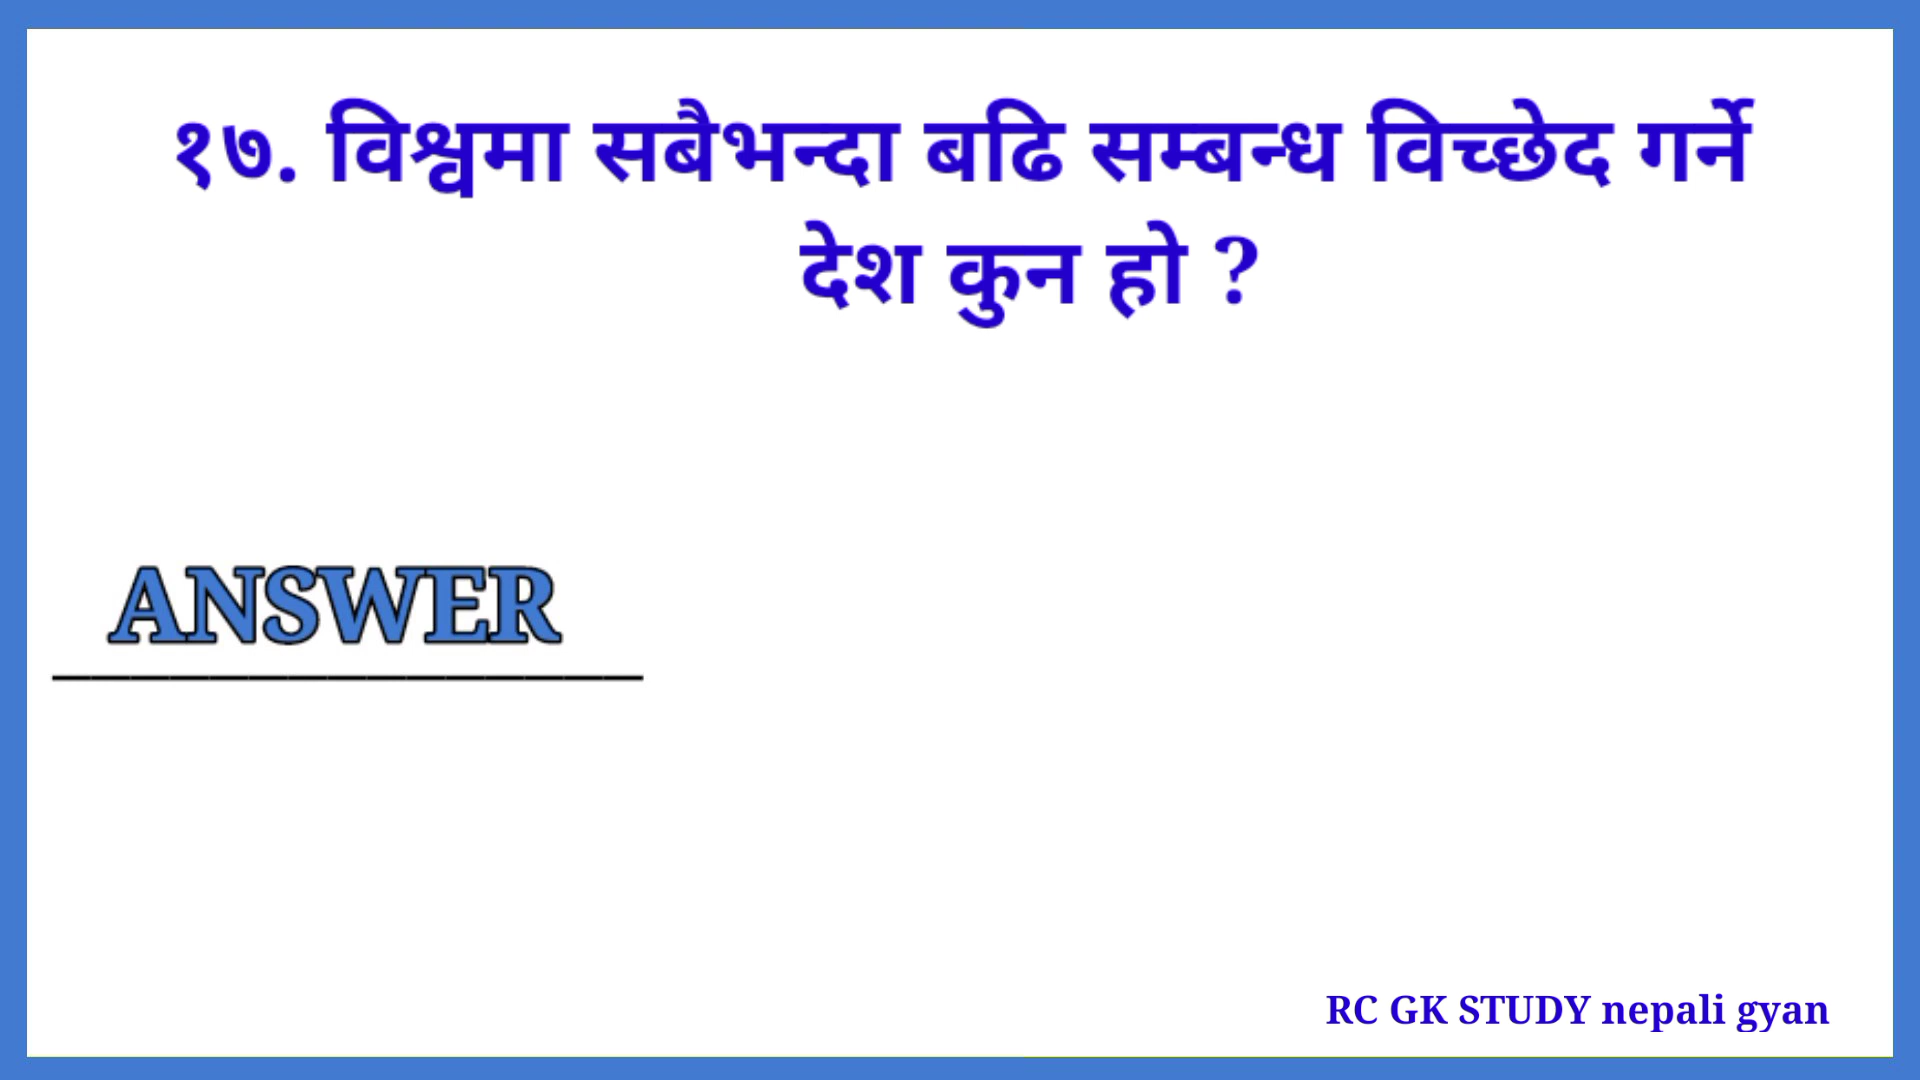 १७. विश्वमा सबैभन्दा बढि सम्बन्ध विच्छेद गर्ने
देश कुन हो ?
ANSWER
RC GK STUDY nepali gyan